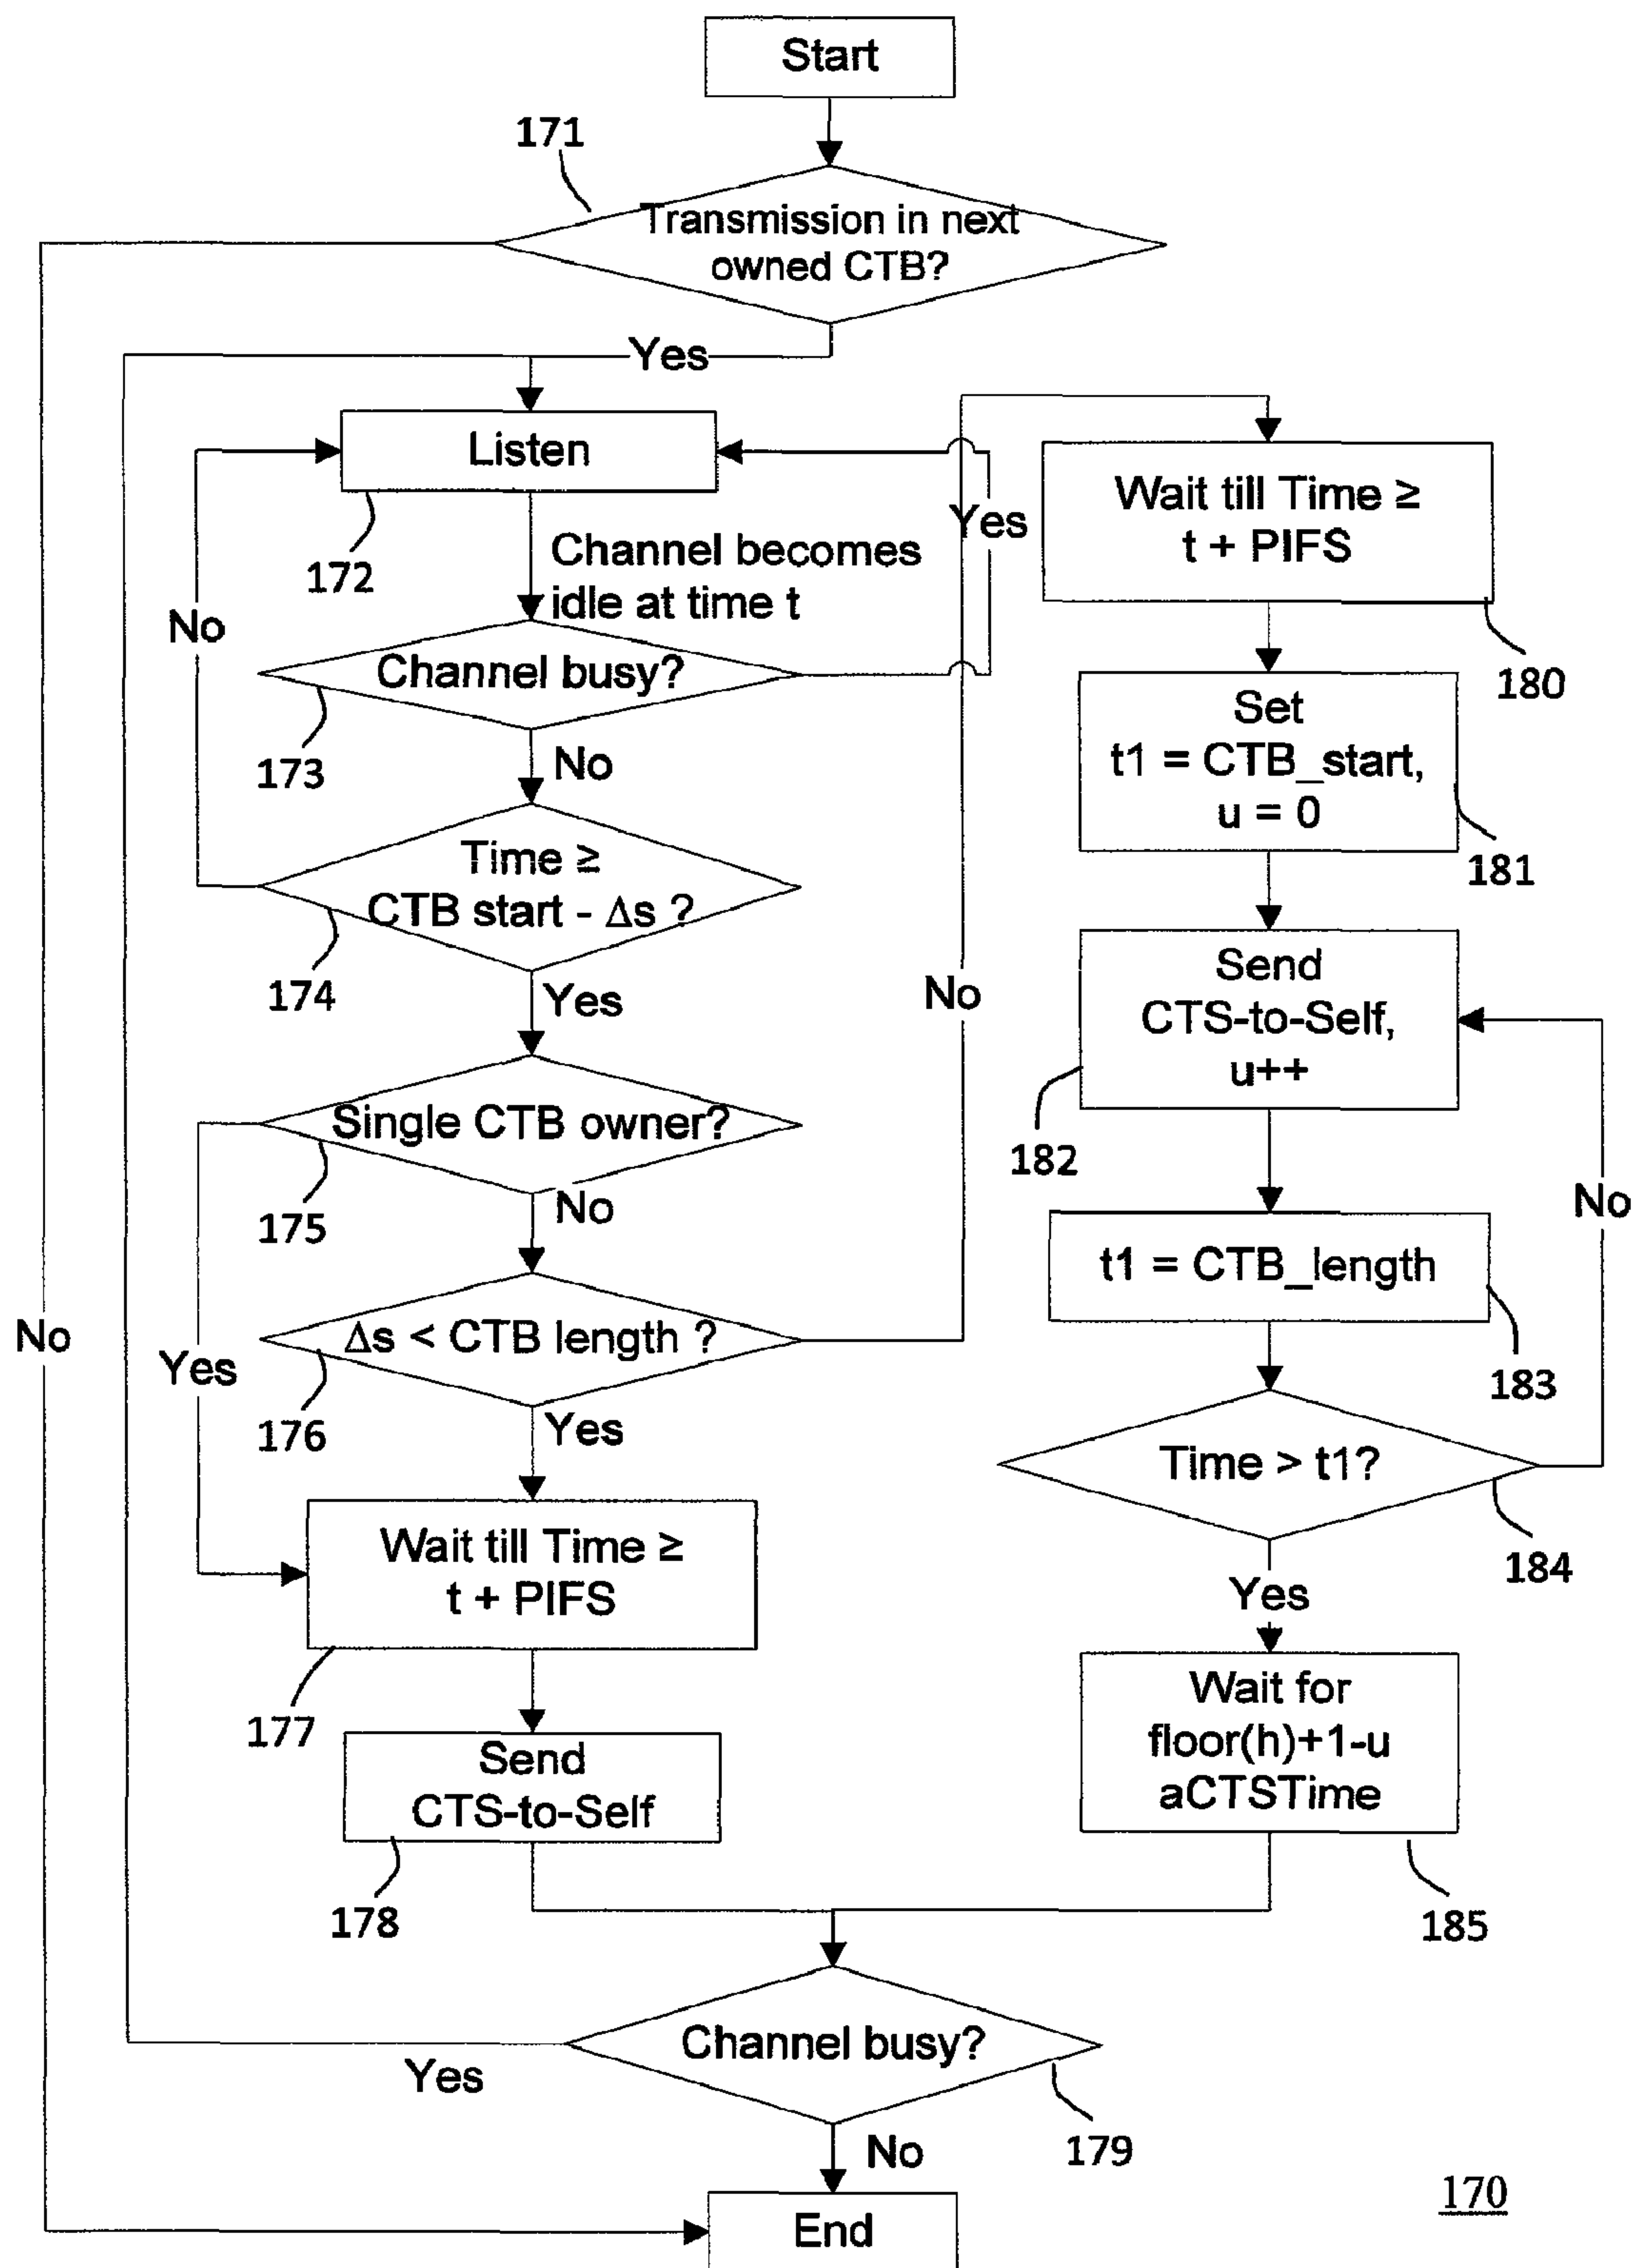 Start
171
Transmission in next
owned CTB?
Yes
Listen
172
Channel becomes
idle at time t
No
Channel busy?
Yes
173
No
Time ≥
CTB start - Δs ?
174
Yes
Single CTB owner?
175
No
Δs < CTB length ?
176
Yes
No
Yes
No
Wait till Time ≥
t + PIFS
177
Send
CTS-to-Self
178
Wait till Time ≥
t + PIFS
180
Set
t1 = CTB_start,
u = 0
181
Send
CTS-to-Self,
u++
182
No
t1 = CTB_length
183
Time > t1?
184
Yes
Wait for
floor(h)+1-u
aCTSTime
185
Channel busy?
Yes
179
No
End
170